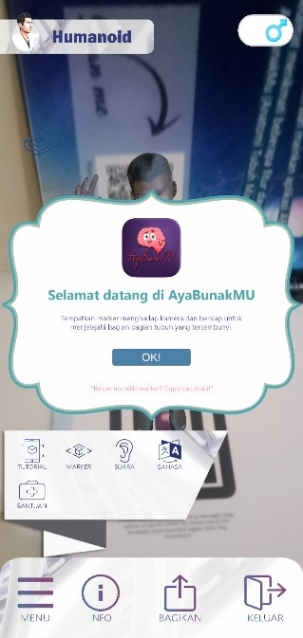 Humanoid
Selamat datang di AyaBunakMU
Tempatkan marker menghadap kamera dan bersiap untuk
menjelajahi bagian bagian tubuh yang tersembunyi
OK!
"Belum memiliki marker? Dapatkan disini!"
TUTORIAL
MARKER
SUARA
BAHASA
BANTUAN
MENU
INFO
BAGIKAN
KELUAR